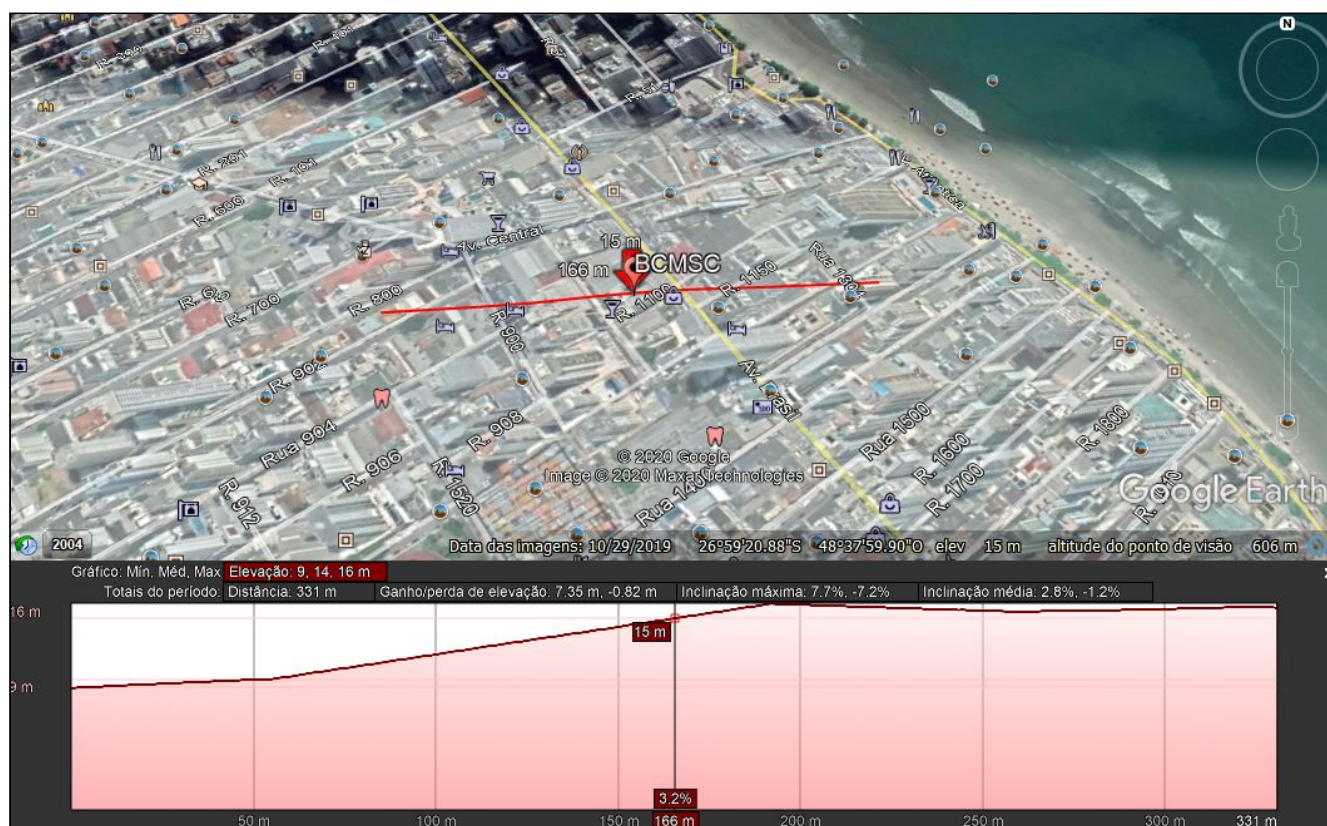 N
R. 700
R. 600
R. 291
R. 101
Av. Central
15 m
166 m
BCMSC
R. 1150
Rua 1304
R. 1100
R. 800
R. 900
R. 902
Rua 904
R. 906
R. 908
R. 912
R. 1520
Av. Brasil
Rua 1500
R. 1600
R. 1700
R. 1800
© 2020 Google
Image © 2020 Maxar Technologies
Google Earth
2004
Data das imagens: 10/29/2019 26°59'20.88"S 48°37'59.90"O elev 15 m altitude do ponto de visão 606 m
Gráfico: Mín, Méd, Max Elevação: 9, 14, 16 m
Totais do período: Distância: 331 m Ganho/perda de elevação: 7.35 m, -0.82 m Inclinação máxima: 7.7%, -7.2% Inclinação média: 2.8%, -1.2%
16 m
15 m
9 m
3.2%
50 m 100 m 150 m 166 m 200 m 250 m 300 m 331 m